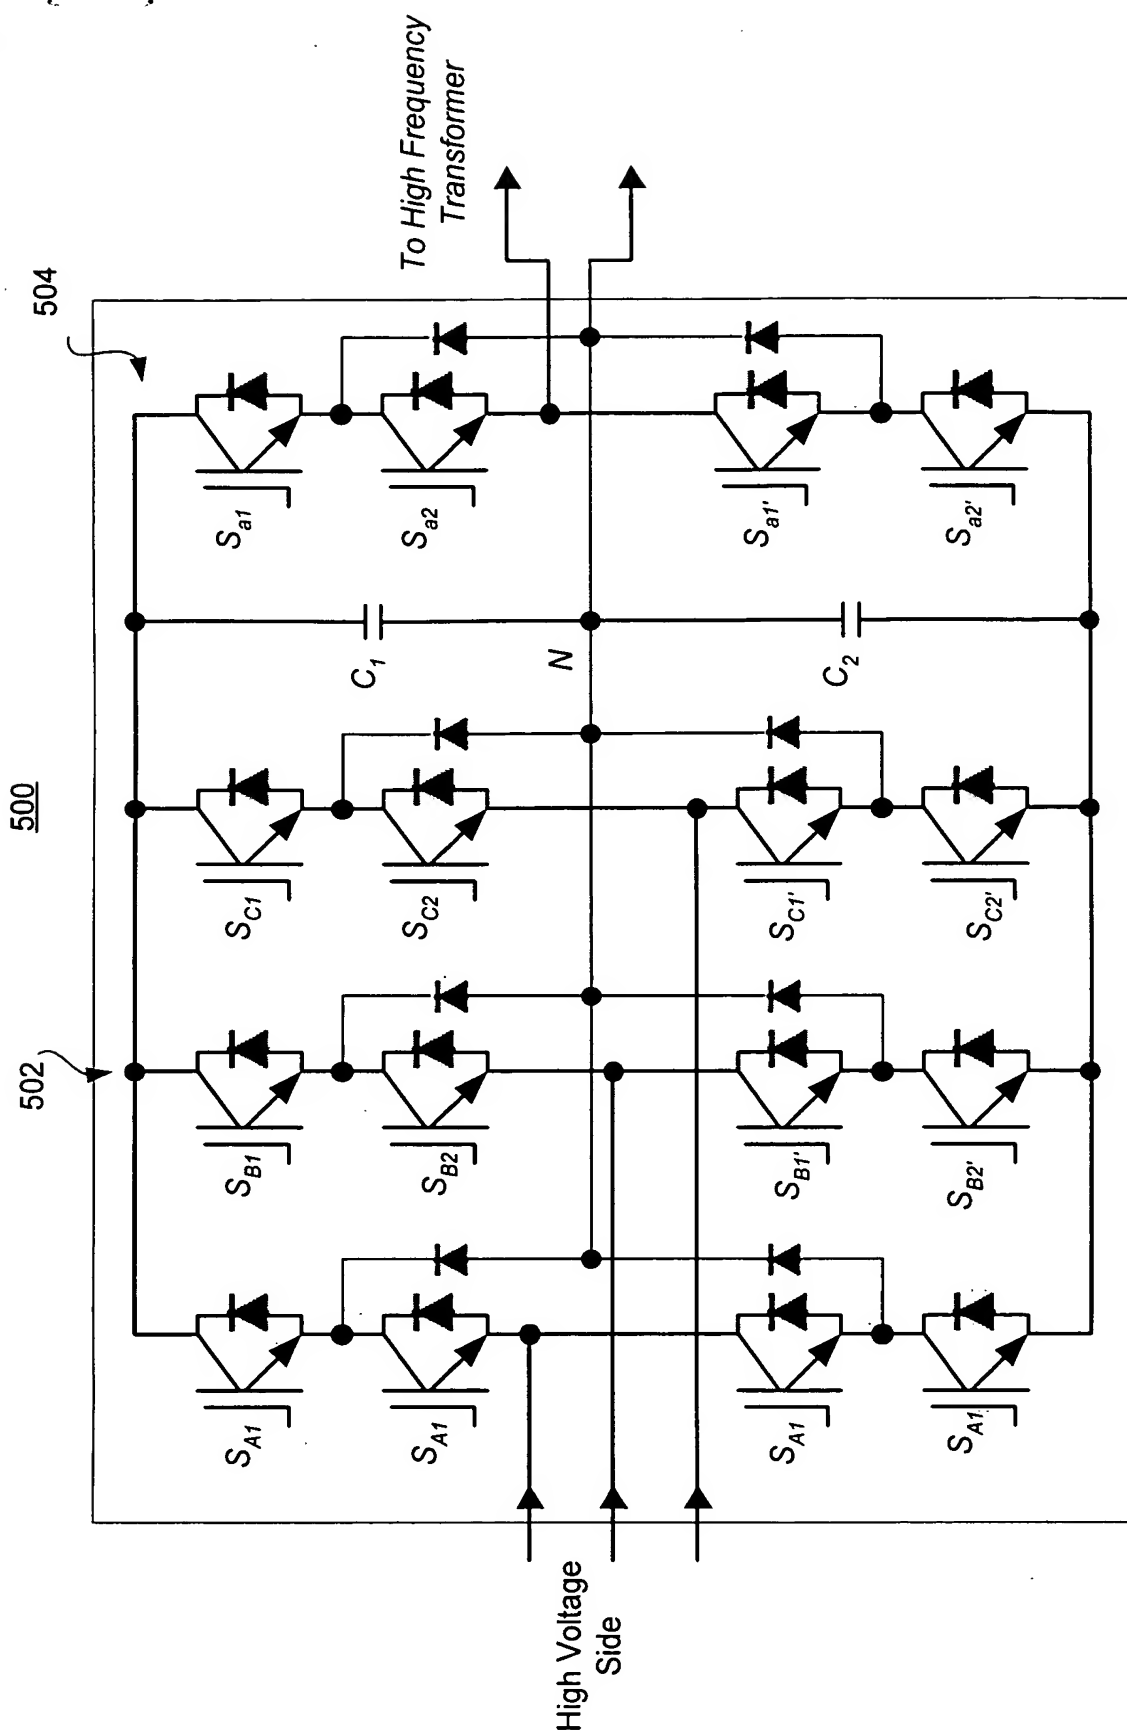 500
502
504
S_A1
S_A1
S_A1
S_A1
S_B1
S_B2
S_B1'
S_B2'
S_C1
S_C2
S_C1'
S_C2'
C_1
N
C_2
S_a1
S_a2
S_a1'
S_a2'
High Voltage
Side
To High Frequency
Transformer